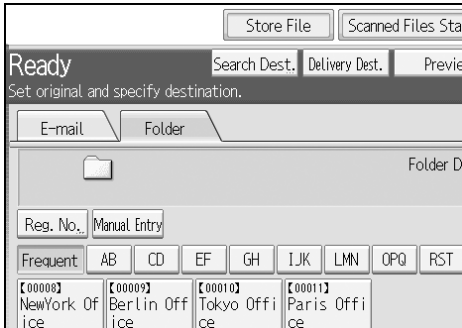 Store File Scanned Files Sta
Ready Search Dest. Delivery Dest. Previe
Set original and specify destination.
E-mail Folder
Folder D
Reg. No. Manual Entry
Frequent AB CD EF GH IJK LMN OPQ RST
【00008】 【00009】 【00010】 【00011】
NewYork Of Berlin Off Tokyo Offi Paris Offi
ice ice ce ce